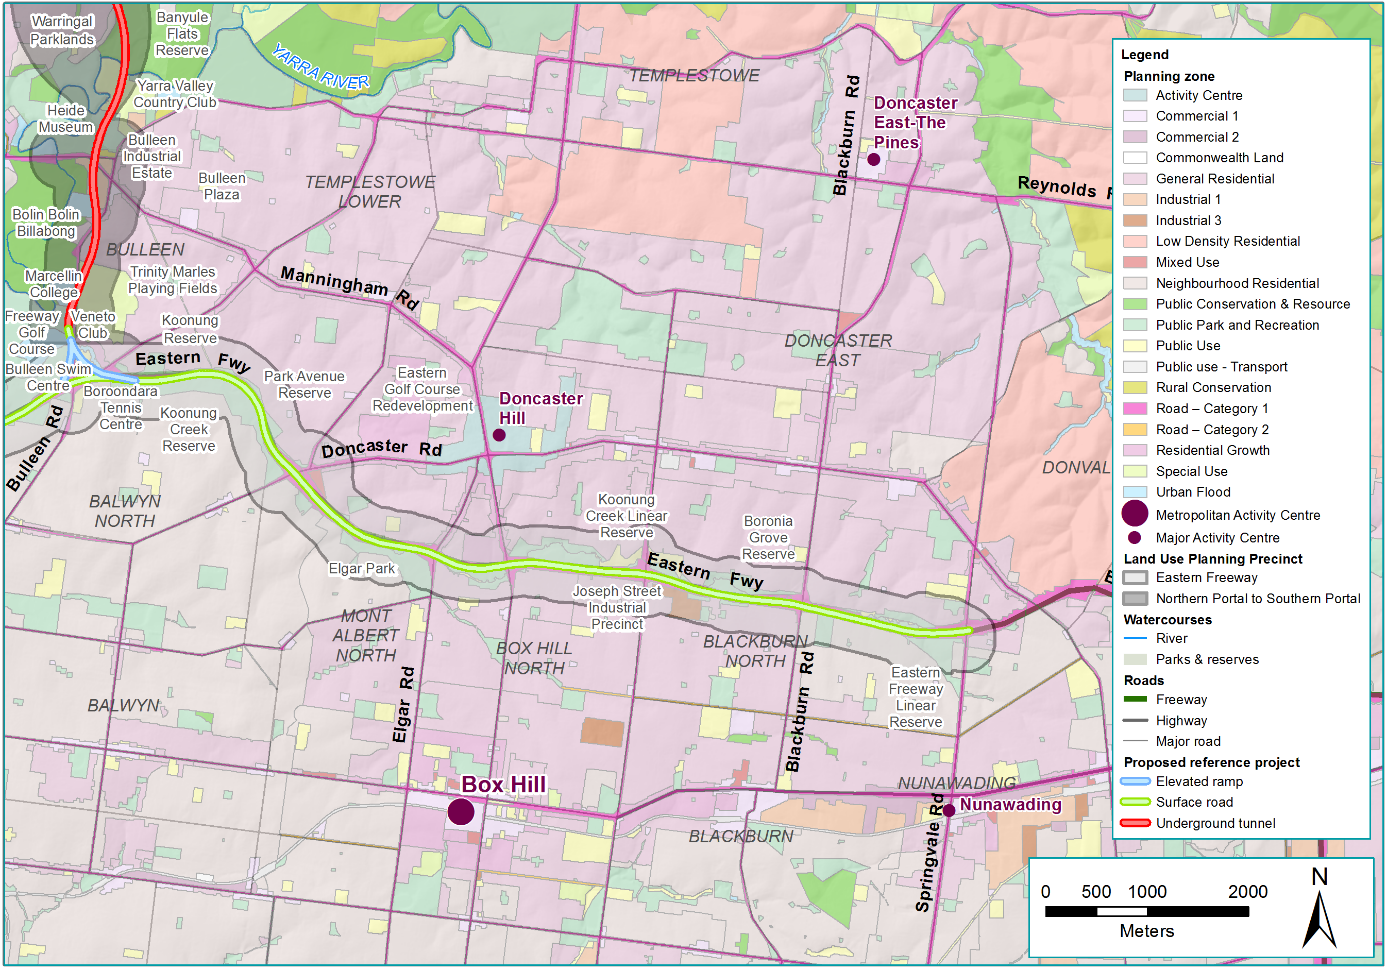 Warringal
Parklands
Banyule
Flats
Reserve
YARRA RIVER
Yarra Valley
Country Club
Heide
Museum
Bulleen
Industrial
Estate
Bulleen
Plaza
TEMPLESTOWE
Blackburn Rd
Doncaster
East-The
Pines
Reynolds
TEMPLESTOWE
LOWER
Bolin Bolin
Billabong
BULLEEN
Trinity Marles
Playing Fields
Manningham Rd
Marcellin
College
Freeway
Golf
Course
Veneto
Club
Koonung
Reserve
Eastern Fwy
Bulleen Swim
Centre
Boroondara
Tennis
Centre
Park Avenue
Reserve
Eastern
Golf Course
Redevelopment
Doncaster
Hill
DONCASTER
EAST
Koonung
Creek
Reserve
Bulleen Rd
Doncaster Rd
DONVAL
BALWYN
NORTH
Koonung
Creek Linear
Reserve
Boronia
Grove
Reserve
Elgar Park
Eastern Fwy
Joseph Street
Industrial
Precinct
MONT
ALBERT
NORTH
BOX HILL
NORTH
BLACKBURN
NORTH
Eastern
Freeway
Linear
Reserve
Elgar Rd
Blackburn Rd
BALWYN
Box Hill
NUNAWADING
Nunawading
BLACKBURN
Springvale Rd
Legend
Planning zone
Activity Centre
Commercial 1
Commercial 2
Commonwealth Land
General Residential
Industrial 1
Industrial 3
Low Density Residential
Mixed Use
Neighbourhood Residential
Public Conservation & Resource
Public Park and Recreation
Public Use
Public use - Transport
Rural Conservation
Road – Category 1
Road – Category 2
Residential Growth
Special Use
Urban Flood
Metropolitan Activity Centre
Major Activity Centre
Land Use Planning Precinct
Eastern Freeway
Northern Portal to Southern Portal
Watercourses
River
Parks & reserves
Roads
Freeway
Highway
Major road
Proposed reference project
Elevated ramp
Surface road
Underground tunnel
0 500 1000 2000
Meters
N